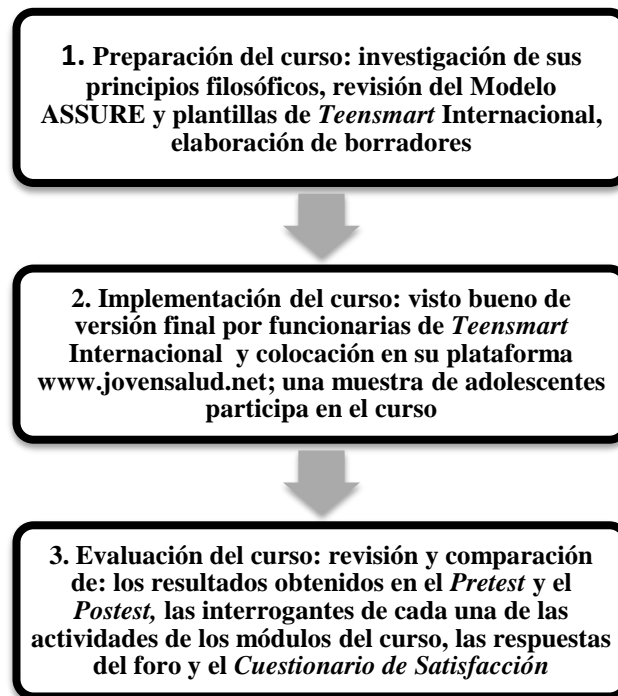 1. Preparación del curso: investigación de sus
principios filosóficos, revisión del Modelo
ASSURE y plantillas de Teensmart Internacional,
elaboración de borradores
2. Implementación del curso: visto bueno de
versión final por funcionarias de Teensmart
Internacional y colocación en su plataforma
www.jovensalud.net; una muestra de adolescentes
participa en el curso
3. Evaluación del curso: revisión y comparación
de: los resultados obtenidos en el Pretest y el
Postest, las interrogantes de cada una de las
actividades de los módulos del curso, las respuestas
del foro y el Cuestionario de Satisfacción